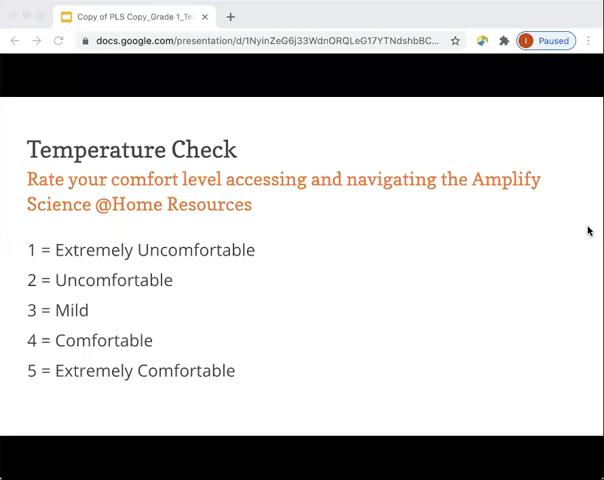 Copy of PLS Copy_Grade 1_Te
docs.google.com/presentation/d/1NyinZeG6j33WdnORQLeG17YTNdshbBC...
Paused
Temperature Check
Rate your comfort level accessing and navigating the Amplify
Science @Home Resources
1 = Extremely Uncomfortable
2 = Uncomfortable
3 = Mild
4 = Comfortable
5 = Extremely Comfortable